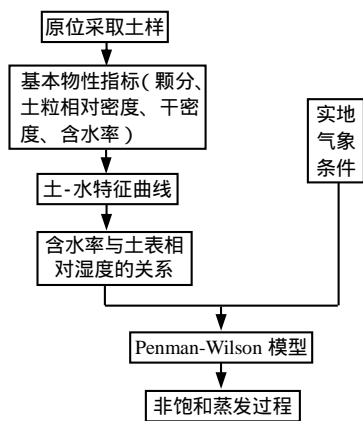 原位采取土样
基本物性指标(颗分、
土粒相对密度、干密
度、含水率)
土-水特征曲线
含水率与土表相
对湿度的关系
实地
气象
条件
Penman-Wilson 模型
非饱和蒸发过程